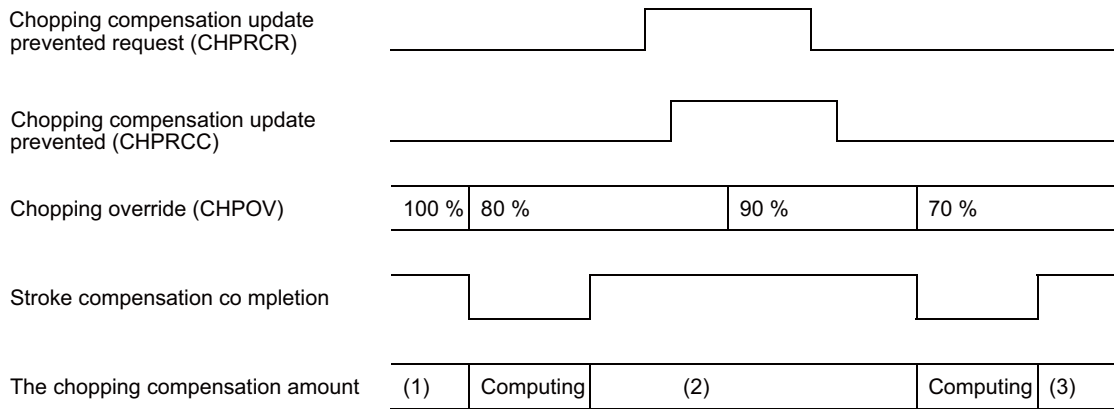 Chopping compensation update
prevented request (CHPRCR)
Chopping compensation update
prevented (CHPRCC)
Chopping override (CHPOV) 100 % 80 % 90 % 70 %
Stroke compensation co mpletion
The chopping compensation amount (1) Computing (2) Computing (3)